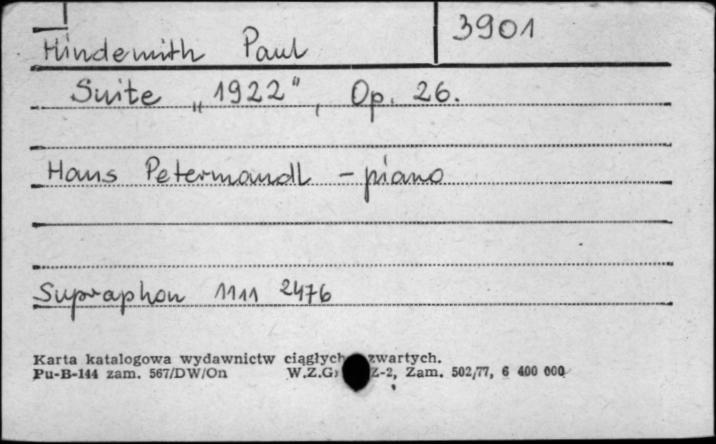 3901
Hindemith Paul
Suite „1922", Op. 26.
Hans Petermandl - piano
Supraphon 1111 2476
Karta katalogowa wydawnictw ciągłych zwartych.
Pu-B-144 zam. 567/DW/On W.Z.Gr Z-2, Zam. 502/77, 6 400 000